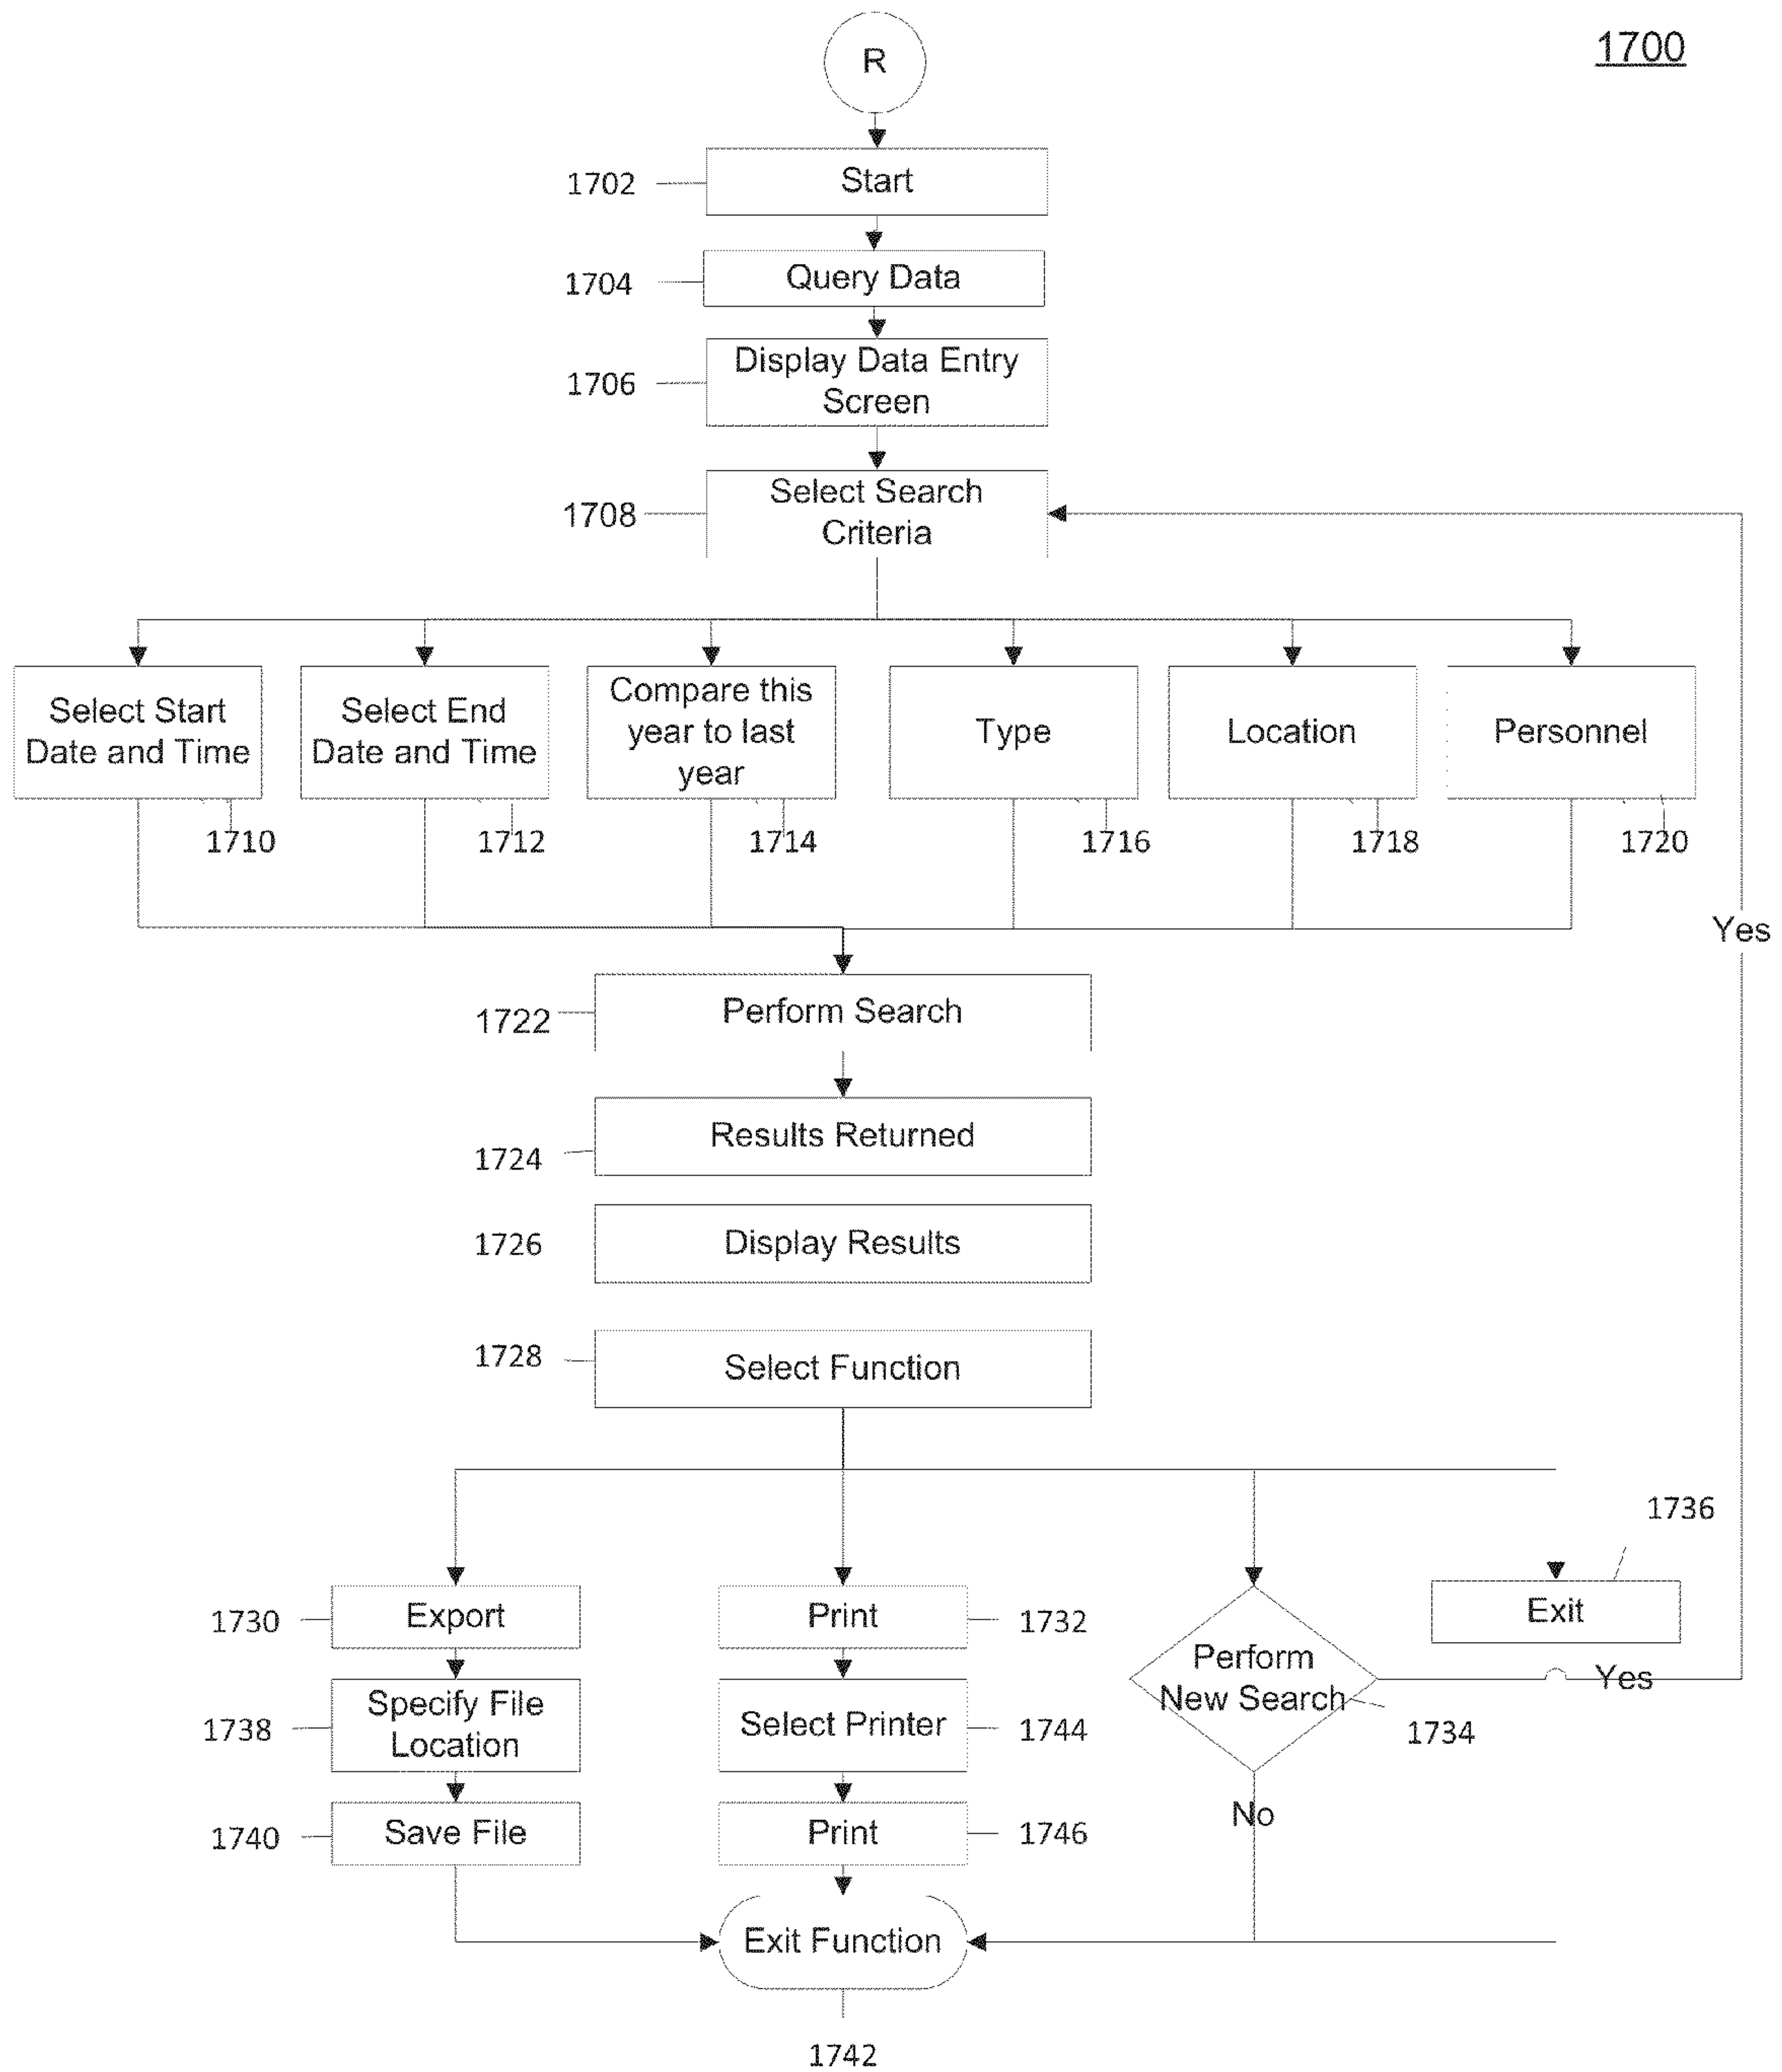 1700
R
1702
Start
1704
Query Data
1706
Display Data Entry
Screen
1708
Select Search
Criteria
Select Start
Date and Time
Select End
Date and Time
Compare this
year to last
year
Type
Location
Personnel
1710
1712
1714
1716
1718
1720
Yes
1722
Perform Search
1724
Results Returned
1726
Display Results
1728
Select Function
1736
1730
Export
Print
1732
Exit
Perform
New Search
Yes
1734
1738
Specify File
Location
Select Printer
1744
No
1740
Save File
Print
1746
Exit Function
1742